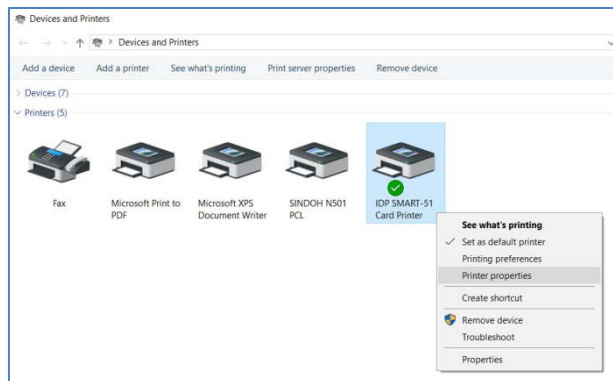 Devices and Printers
Devices and Printers
Add a device Add a printer See what's printing Print server properties Remove device
Devices (7)
Printers (5)
Fax
Microsoft Print to
PDF
Microsoft XPS
Document Writer
SINDOH N501
PCL
IDP SMART-51
Card Printer
See what's printing
Set as default printer
Printing preferences
Printer properties
Create shortcut
Remove device
Troubleshoot
Properties